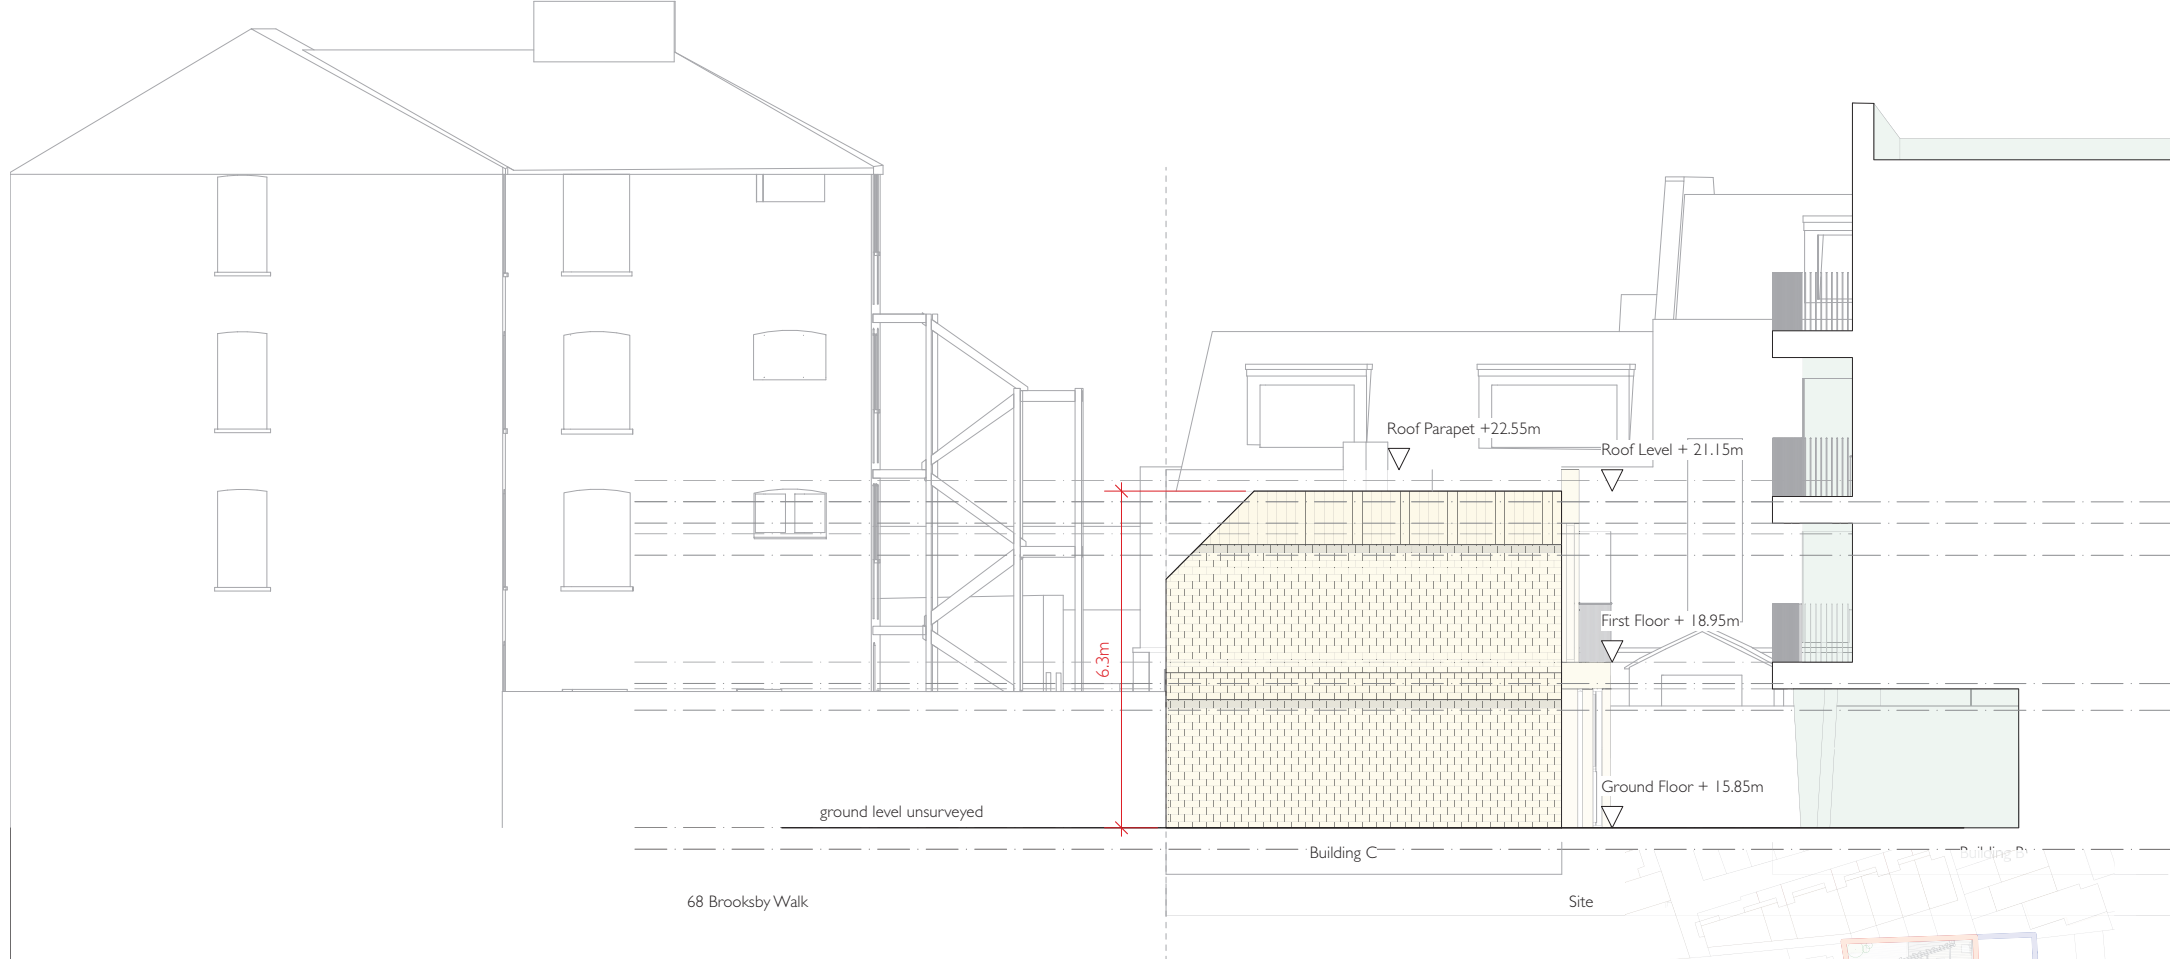 Roof Parapet +22.55m
Roof Level + 21.15m
First Floor + 18.95m
6.3m
Ground Floor + 15.85m
ground level unsurveyed
Building C
Building B
68 Brooksby Walk
Site